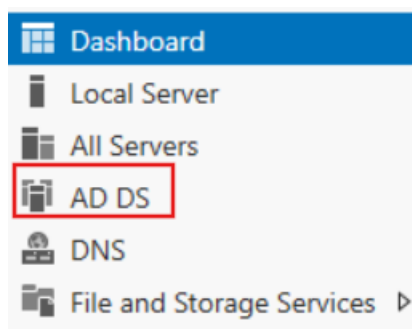 Dashboard
Local Server
All Servers
AD DS
DNS
File and Storage Services